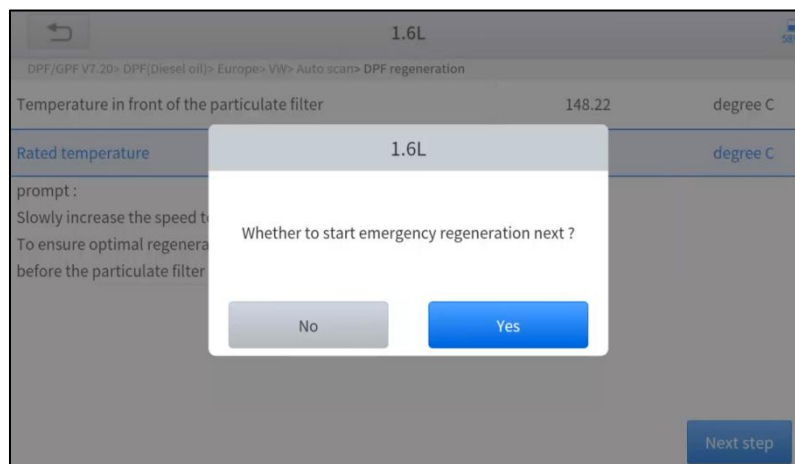 1.6L
58%
DPF/GPF V7.20> DPF(Diesel oil)> Europe> VW> Auto scan> DPF regeneration
Temperature in front of the particulate filter 148.22 degree C
Rated temperature degree C
1.6L
prompt :
Slowly increase the speed
To ensure optimal
before the particulate filter
Whether to start emergency regeneration next ?
No Yes
Next step